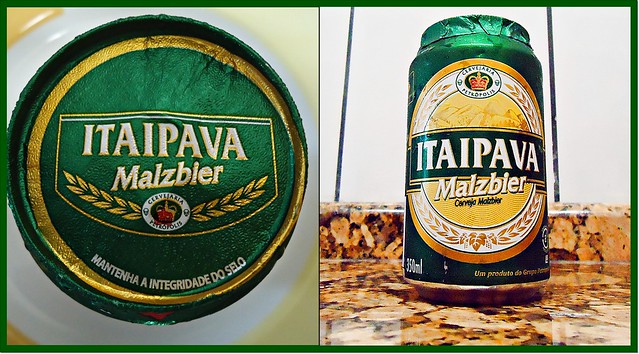 ITAIPAVA
Malzbier
CERVEJARIA
PETRÓPOLIS
MANTENHA A INTEGRIDADE DO SELO
CERVEJARIA
PETRÓPOLIS
ITAIPAVA
Malzbier
Cerveja Malzbier
350ml
Um produto do Grupo